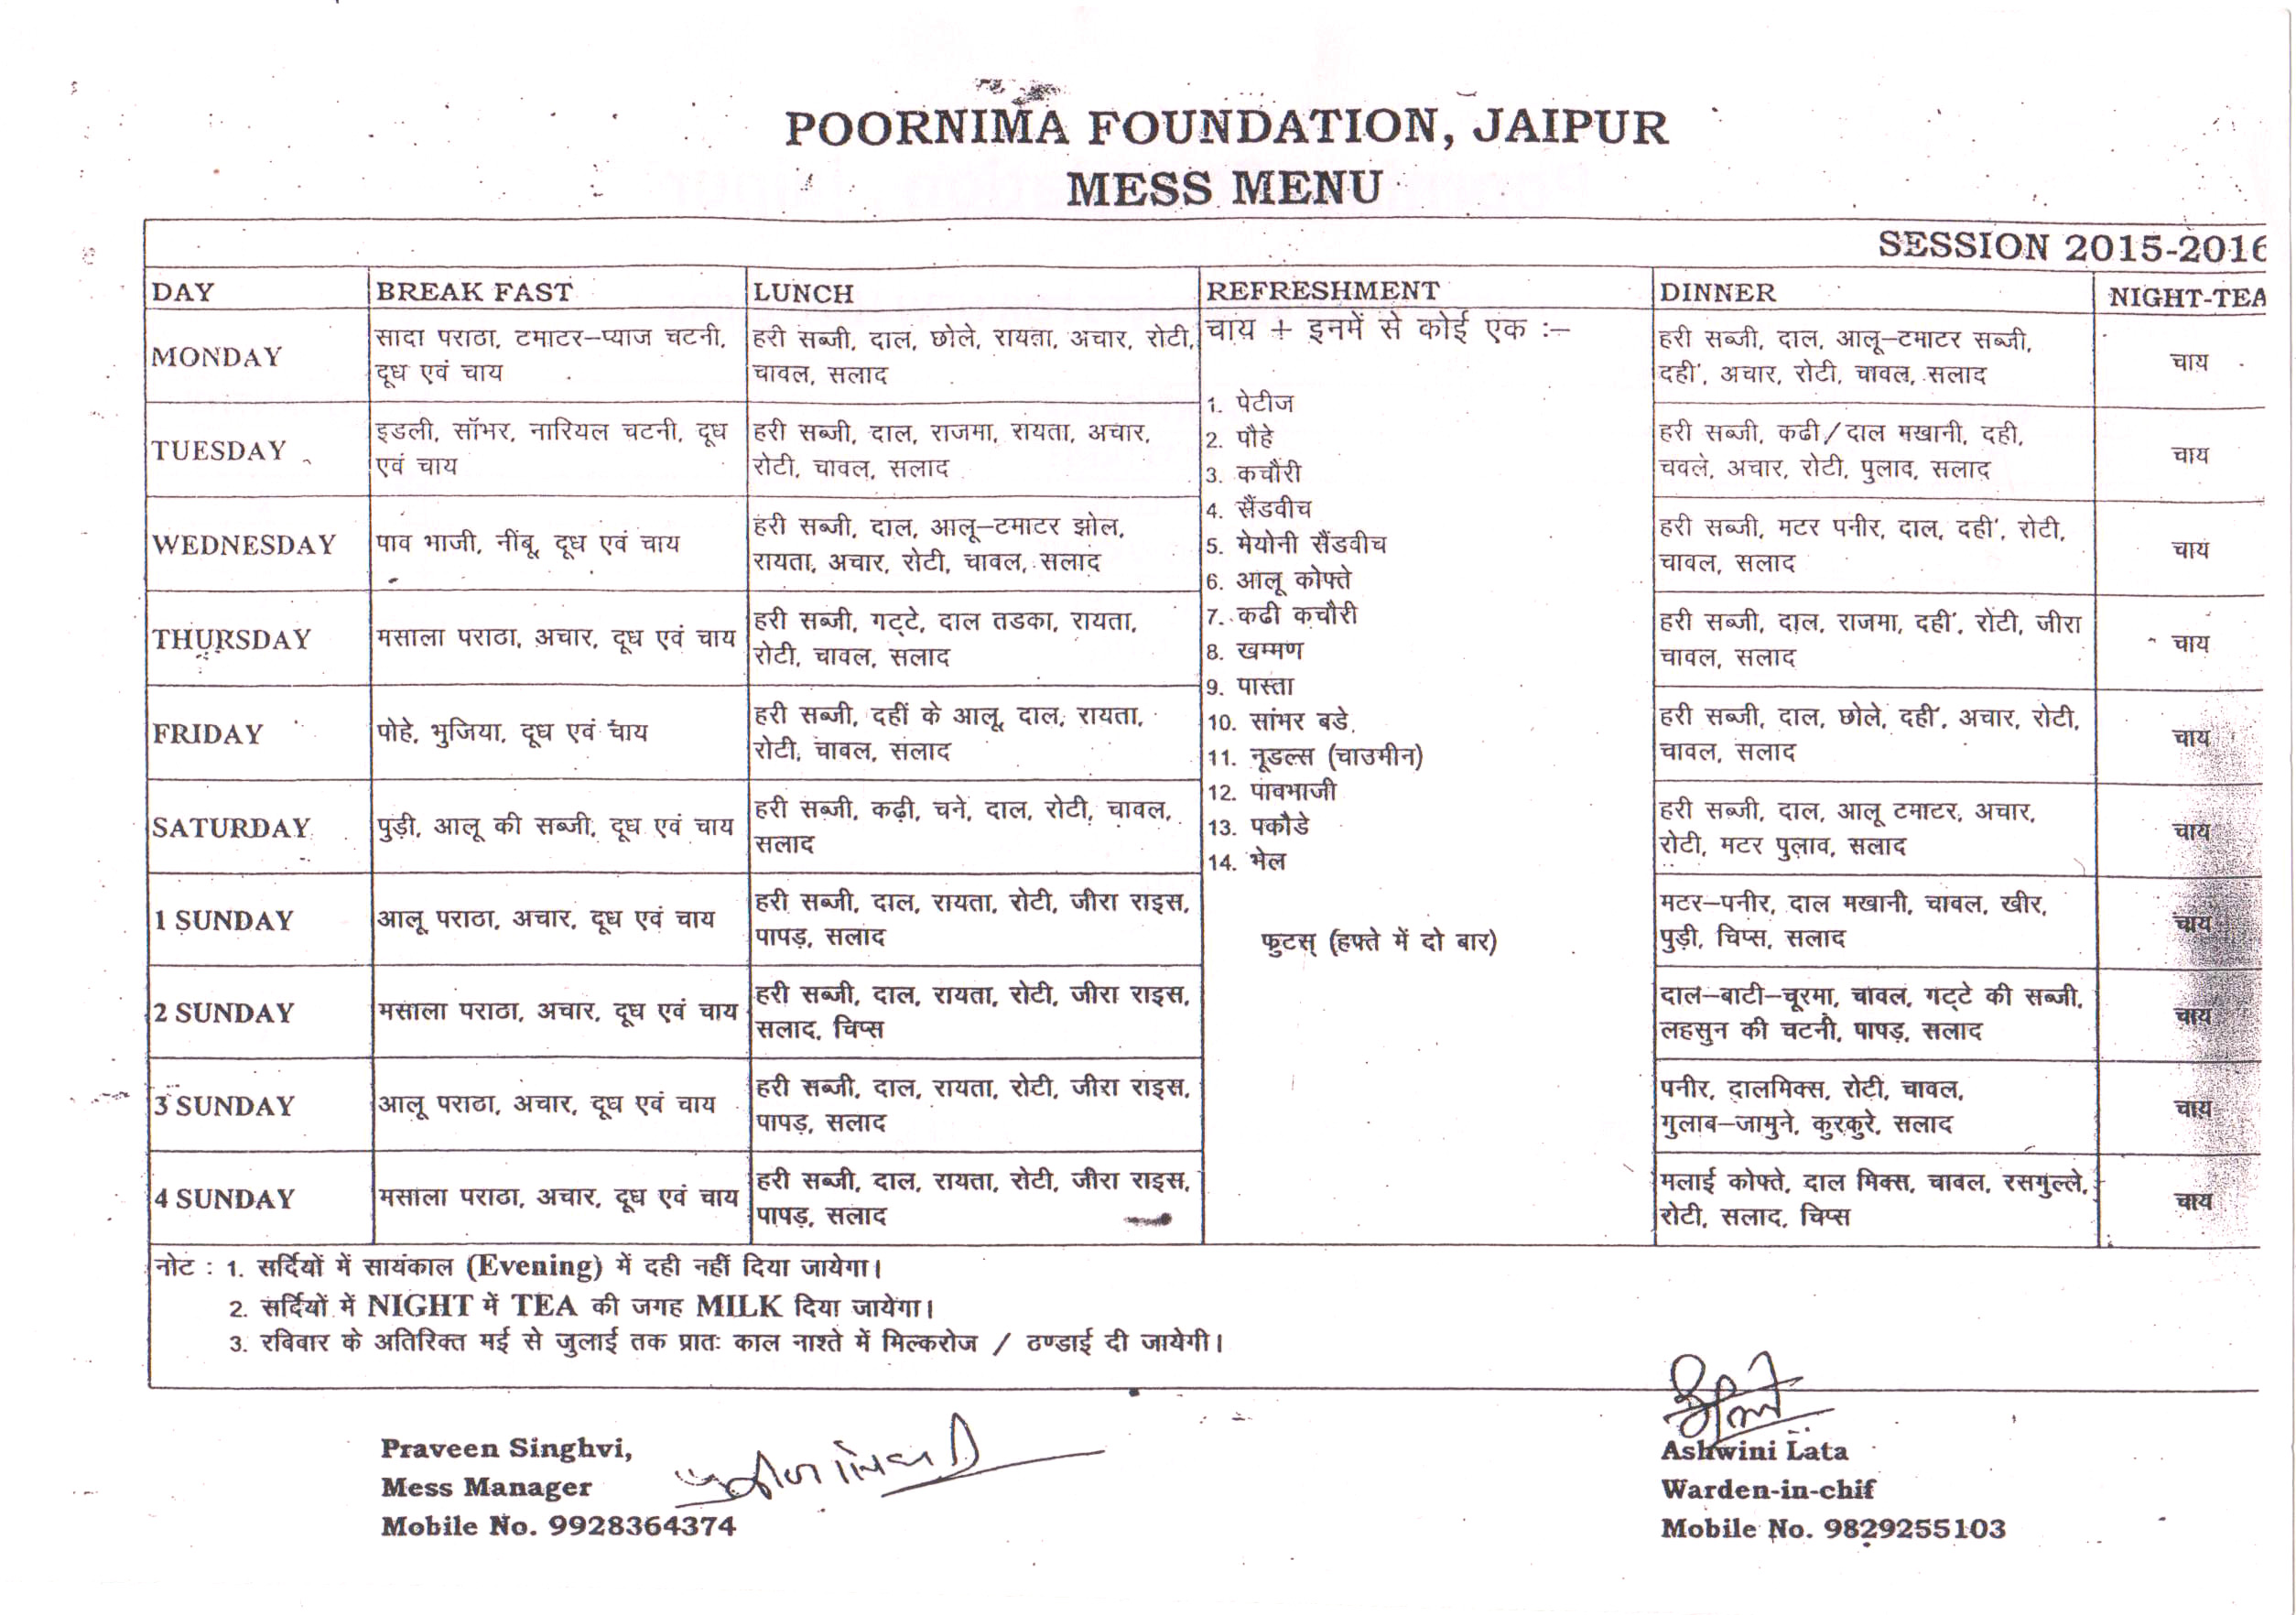 POORNIMA FOUNDATION, JAIPUR
MESS MENU
SESSION 2015-2016
DAY BREAK FAST LUNCH REFRESHMENT DINNER NIGHT-TEA
MONDAY
सादा पराठा, टमाटर–प्याज चटनी,
दूध एवं चाय
हरी सब्जी, दाल, छोले, रायता, अचार, रोटी,
चावल, सलाद
चाय + इनमें से कोई एक :–
1. पेटीज
2. पौहे
3. कचौरी
4. सैंडवीच
5. मेयोनी सैंडवीच
6. आलू कोफ्ते
7. कढी कचौरी
8. खम्मण
9. पास्ता
10. सांभर बडे,
11. नूडल्स (चाउमीन)
12. पावभाजी
13. पकौडे
14. भेल
फुटस् (हफ्ते में दो बार)
हरी सब्जी, दाल, आलू–टमाटर सब्जी,
दही', अचार, रोटी, चावल, सलाद
चाय
TUESDAY
इडली, सॉभर, नारियल चटनी, दूध
एवं चाय
हरी सब्जी, दाल, राजमा, रायता, अचार,
रोटी, चावल, सलाद
हरी सब्जी, कढी/दाल मखानी, दही,
चवले, अचार, रोटी, पुलाव, सलाद
चाय
WEDNESDAY
पाव भाजी, नींबू, दूध एवं चाय
हरी सब्जी, दाल, आलू–टमाटर झोल,
रायता, अचार, रोटी, चावल, सलाद
हरी सब्जी, मटर पनीर, दाल, दही', रोटी,
चावल, सलाद
चाय
THURSDAY
मसाला पराठा, अचार, दूध एवं चाय
हरी सब्जी, गट्टे, दाल तडका, रायता,
रोटी, चावल, सलाद
हरी सब्जी, दाल, राजमा, दही', रोटी, जीरा
चावल, सलाद
चाय
FRIDAY
पोहे, भुजिया, दूध एवं चाय
हरी सब्जी, दहीं के आलू, दाल, रायता,
रोटी, चावल, सलाद
हरी सब्जी, दाल, छोले, दही', अचार, रोटी,
चावल, सलाद
चाय
SATURDAY
पुड़ी, आलू की सब्जी, दूध एवं चाय
हरी सब्जी, कढ़ी, चने, दाल, रोटी, चावल,
सलाद
हरी सब्जी, दाल, आलू टमाटर, अचार,
रोटी, मटर पुलाव, सलाद
चाय
1 SUNDAY
आलू पराठा, अचार, दूध एवं चाय
हरी सब्जी, दाल, रायता, रोटी, जीरा राइस,
पापड़, सलाद
मटर–पनीर, दाल मखानी, चावल, खीर,
पुड़ी, चिप्स, सलाद
चाय
2 SUNDAY
मसाला पराठा, अचार, दूध एवं चाय
हरी सब्जी, दाल, रायता, रोटी, जीरा राइस,
सलाद, चिप्स
दाल–बाटी–चूरमा, चावल, गट्टे की सब्जी,
लहसुन की चटनी, पापड़, सलाद
चाय
3 SUNDAY
आलू पराठा, अचार, दूध एवं चाय
हरी सब्जी, दाल, रायता, रोटी, जीरा राइस,
पापड़, सलाद
पनीर, दालमिक्स, रोटी, चावल,
गुलाब–जामुने, कुरकुरे, सलाद
चाय
4 SUNDAY
मसाला पराठा, अचार, दूध एवं चाय
हरी सब्जी, दाल, रायता, रोटी, जीरा राइस,
पापड़, सलाद
मलाई कोफ्ते, दाल मिक्स, चावल, रसगुल्ले,
रोटी, सलाद, चिप्स
चाय
नोट : 1. सर्दियों में सायंकाल (Evening) में दही नहीं दिया जायेगा।
2. सर्दियों में NIGHT में TEA की जगह MILK दिया जायेगा।
3. रविवार के अतिरिक्त मई से जुलाई तक प्रातः काल नाश्ते में मिल्करोज / ठण्डाई दी जायेगी।
Praveen Singhvi,
Mess Manager
Mobile No. 9928364374
Ashwini Lata
Warden-in-chif
Mobile No. 9829255103